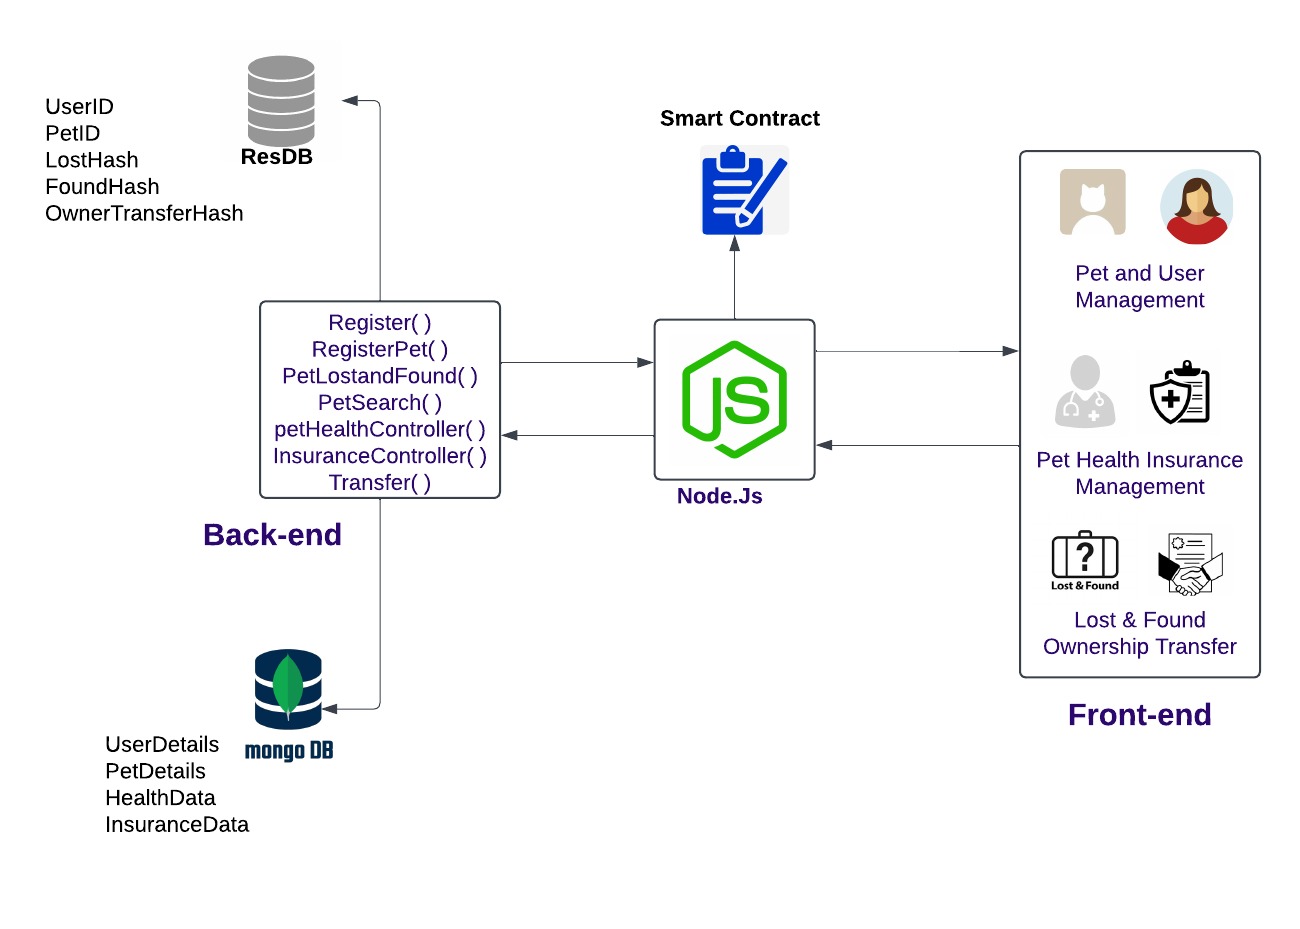 UserID
PetID
LostHash
FoundHash
OwnerTransferHash
ResDB
Smart Contract
Register( )
RegisterPet( )
PetLostandFound( )
PetSearch( )
petHealthController( )
InsuranceController( )
Transfer( )
Back-end
JS
Node.Js
Pet and User
Management
Pet Health Insurance
Management
?
Lost & Found
Lost & Found
Ownership Transfer
Front-end
mongo DB
UserDetails
PetDetails
HealthData
InsuranceData